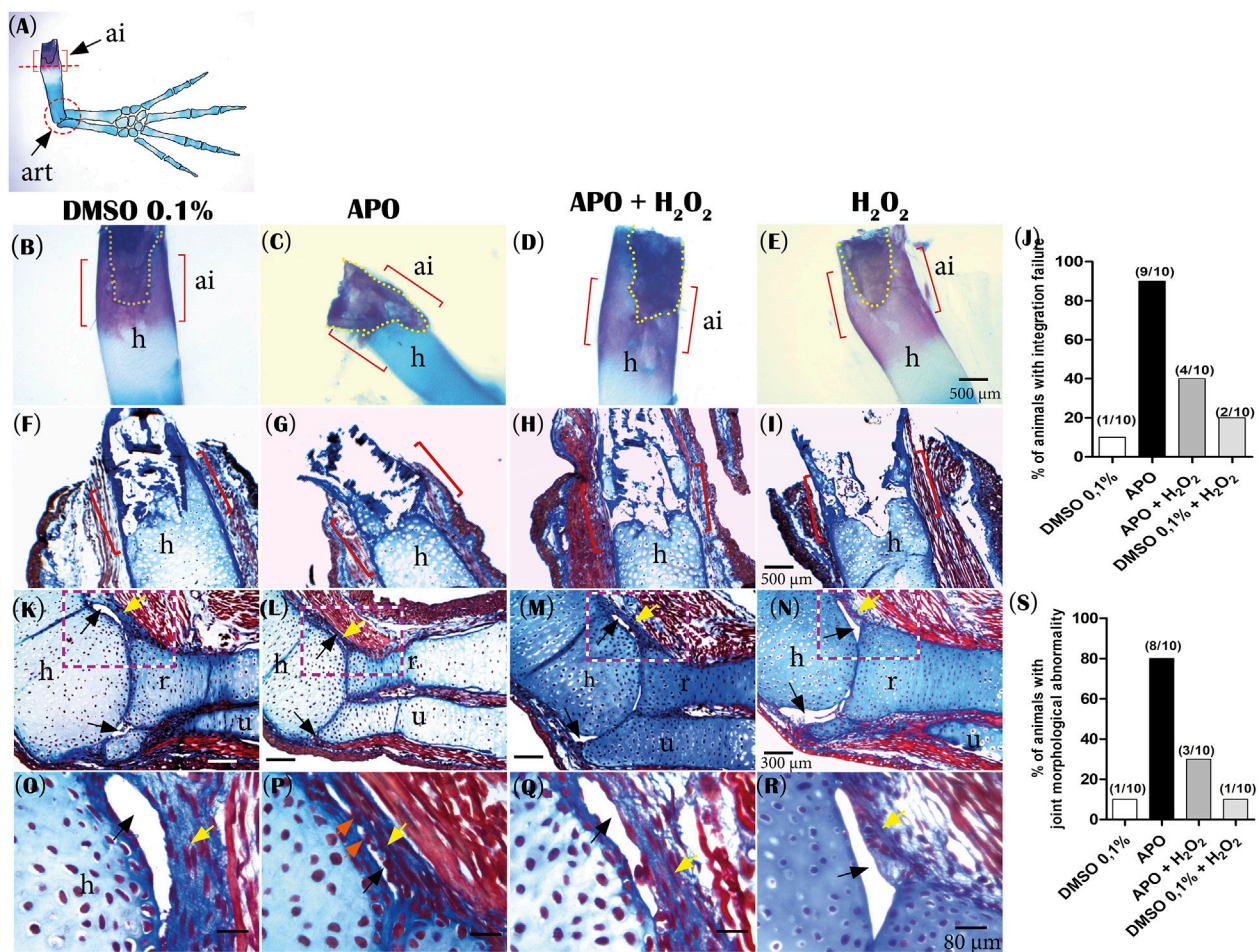 (A)
ai
art
DMSO 0.1%
APO
APO + H₂O₂
H₂O₂
(B)
ai
h
(C)
ai
h
(D)
ai
h
(E)
ai
h
500 µm
(J)
% of animals with integration failure
100
80
60
40
20
0
(1/10)
(9/10)
(4/10)
(2/10)
DMSO 0,1%
APO
APO + H₂O₂
DMSO 0,1% + H₂O₂
(F)
h
(G)
h
(H)
h
(I)
h
500 µm
(K)
h
r
u
(L)
h
r
u
(M)
h
r
u
(N)
h
r
u
300 µm
(S)
% of animals with
joint morphological abnormality
100
80
60
40
20
0
(1/10)
(8/10)
(3/10)
(1/10)
DMSO 0,1%
APO
APO + H₂O₂
DMSO 0,1% + H₂O₂
(O)
h
(P)
(Q)
(R)
80 µm